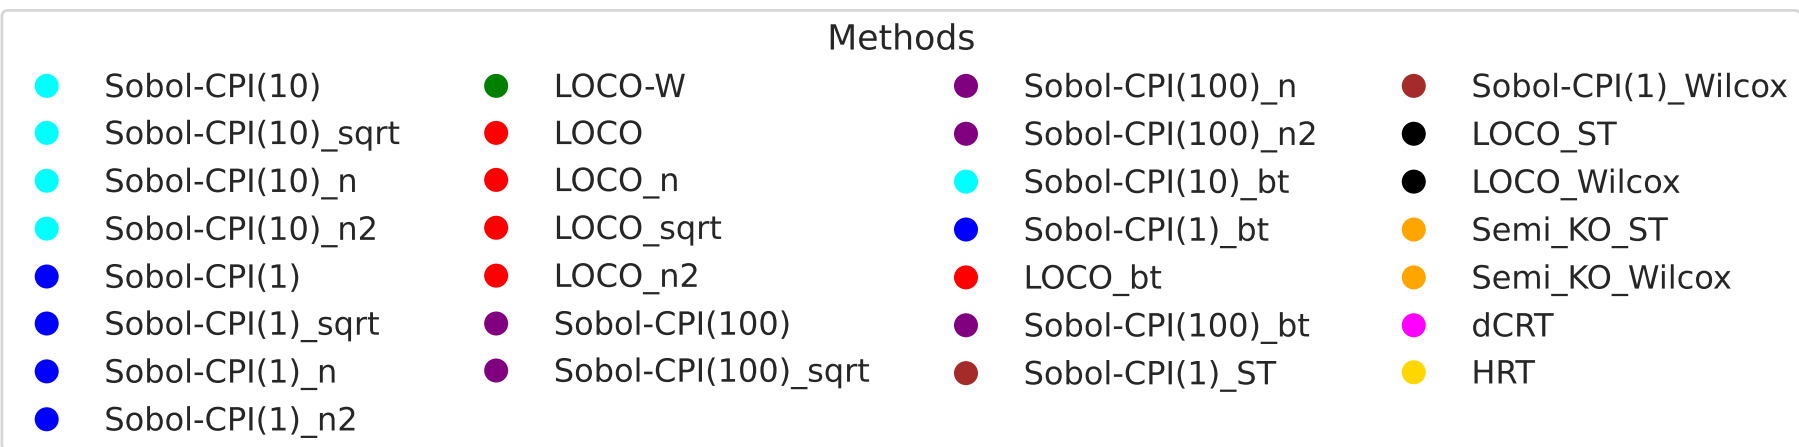 Methods
Sobol-CPI(10)
Sobol-CPI(10)_sqrt
Sobol-CPI(10)_n
Sobol-CPI(10)_n2
Sobol-CPI(1)
Sobol-CPI(1)_sqrt
Sobol-CPI(1)_n
Sobol-CPI(1)_n2
LOCO-W
LOCO
LOCO_n
LOCO_sqrt
LOCO_n2
Sobol-CPI(100)
Sobol-CPI(100)_sqrt
Sobol-CPI(100)_n
Sobol-CPI(100)_n2
Sobol-CPI(10)_bt
Sobol-CPI(1)_bt
LOCO_bt
Sobol-CPI(100)_bt
Sobol-CPI(1)_ST
Sobol-CPI(1)_Wilcox
LOCO_ST
LOCO_Wilcox
Semi_KO_ST
Semi_KO_Wilcox
dCRT
HRT